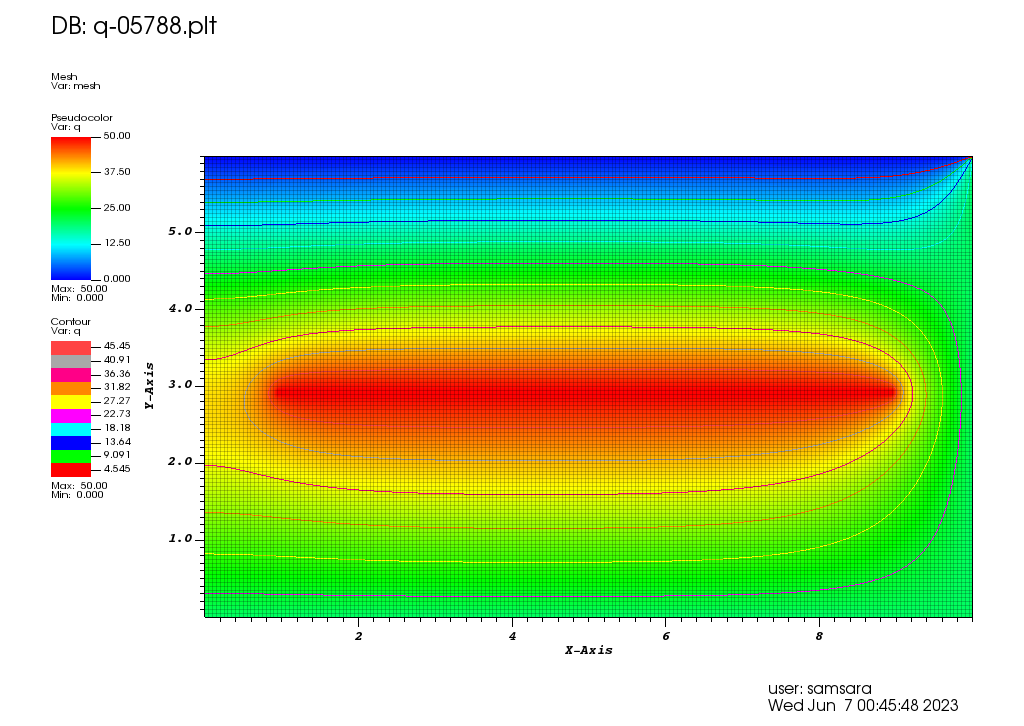 DB: q-05788.plt
Mesh
Var: mesh
Pseudocolor
Var: q
50.00
37.50
25.00
12.50
0.000
Max: 50.00
Min: 0.000
Contour
Var: q
45.45
40.91
36.36
31.82
27.27
22.73
18.18
13.64
9.091
4.545
Max: 50.00
Min: 0.000
5.0
4.0
3.0
2.0
1.0
Y-Axis
2 4 6 8
X-Axis
user: samsara
Wed Jun 7 00:45:48 2023